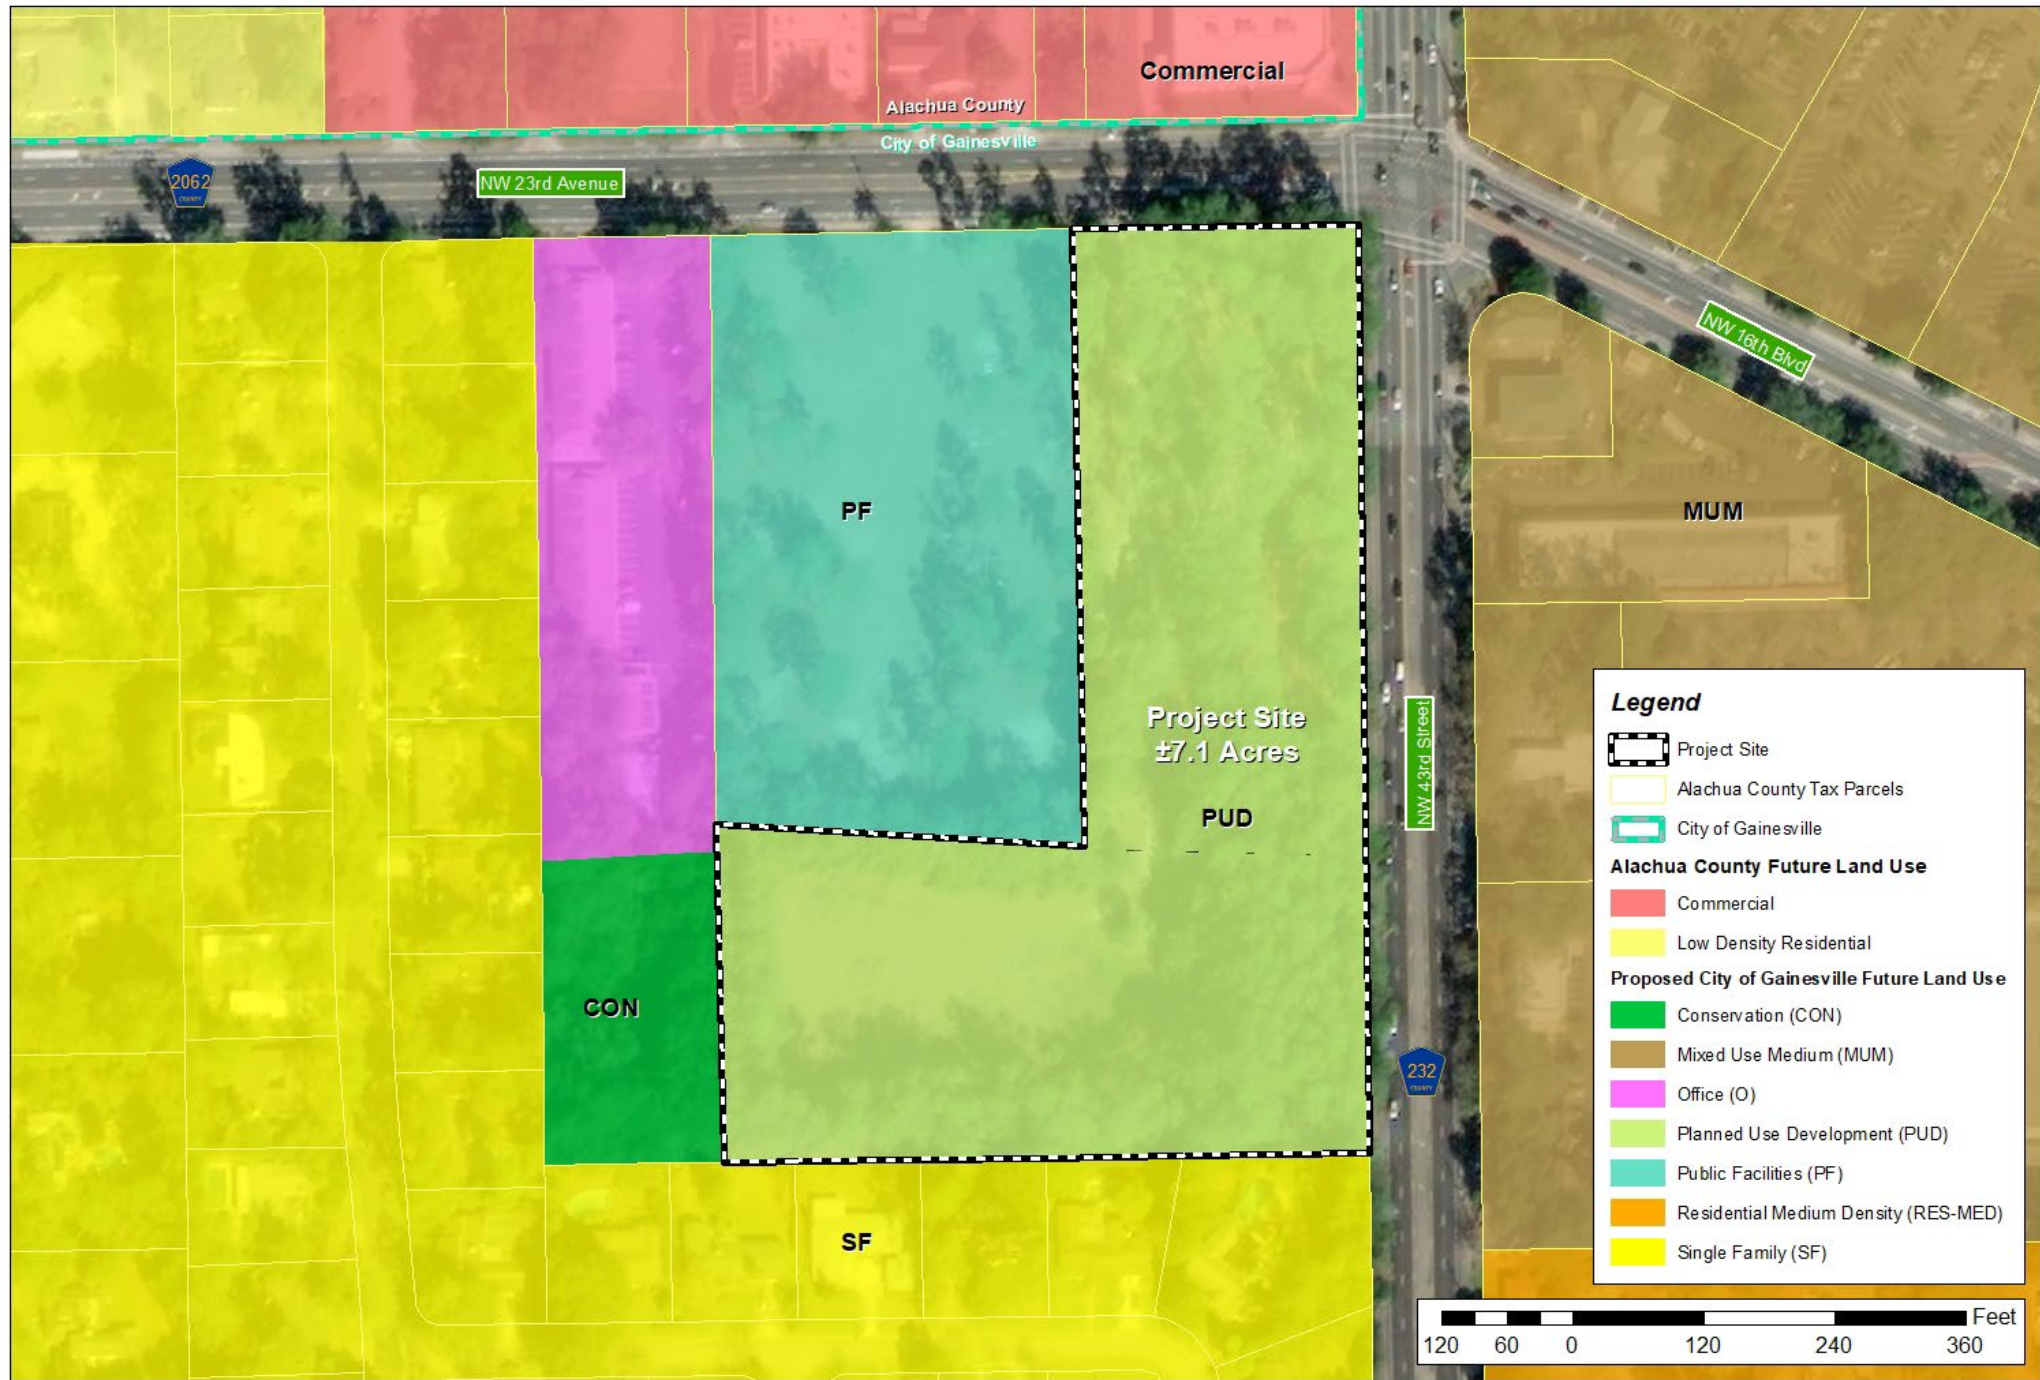 Commercial
Alachua County
City of Gainesville
2062
COUNTY
NW 23rd Avenue
NW 16th Blvd
PF
MUM
Project Site
±7.1 Acres
PUD
NW 43rd Street
CON
232
COUNTY
SF
Legend
Project Site
Alachua County Tax Parcels
City of Gainesville
Alachua County Future Land Use
Commercial
Low Density Residential
Proposed City of Gainesville Future Land Use
Conservation (CON)
Mixed Use Medium (MUM)
Office (O)
Planned Use Development (PUD)
Public Facilities (PF)
Residential Medium Density (RES-MED)
Single Family (SF)
Feet
120 60 0 120 240 360